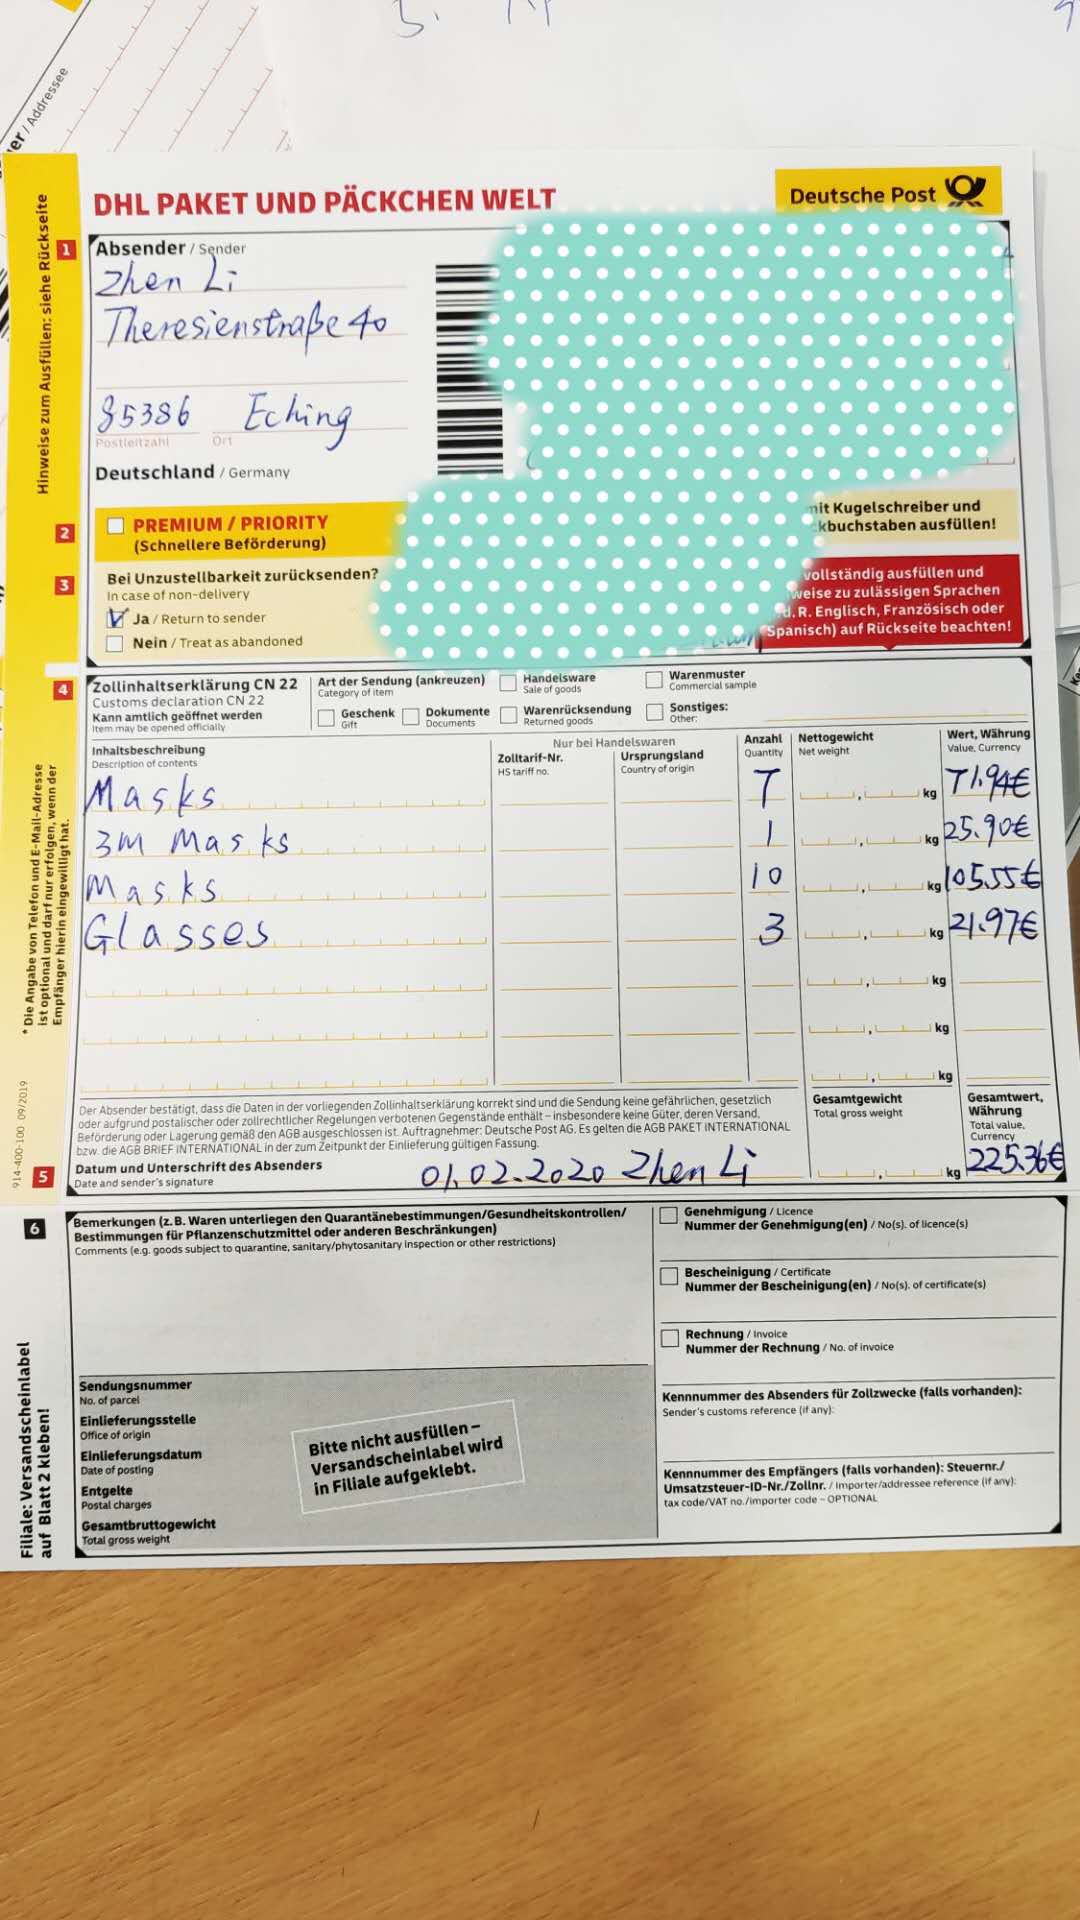 er / Addressee
DHL PAKET UND PÄCKCHEN WELT
Deutsche Post
Hinweise zum Ausfüllen: siehe Rückseite
1
Absender / Sender
Zhen Li
Theresienstraße 40
85386 Eching
Postleitzahl Ort
Deutschland / Germany
2
PREMIUM / PRIORITY
(Schnellere Beförderung)
mit Kugelschreiber und
ckbuchstaben ausfüllen!
3
Bei Unzustellbarkeit zurücksenden?
In case of non-delivery
Ja / Return to sender
Nein / Treat as abandoned
vollständig ausfüllen und
weise zu zulässigen Sprachen
.d. R. Englisch, Französisch oder
Spanisch) auf Rückseite beachten!
4
Zollinhaltserklärung CN 22
Customs declaration CN 22
Kann amtlich geöffnet werden
Item may be opened officially
Art der Sendung (ankreuzen)
Category of item
Geschenk
Gift
Dokumente
Documents
Handelsware
Sale of goods
Warenrücksendung
Returned goods
Warenmuster
Commercial sample
Sonstiges:
Other:
Inhaltsbeschreibung
Description of contents
Nur bei Handelswaren
Zolltarif-Nr.
HS tariff no.
Ursprungsland
Country of origin
Anzahl
Quantity
Nettogewicht
Net weight
Wert, Währung
Value, Currency
Masks 7 , kg 71.94€
3M Masks 1 , kg 25.90€
Masks 10 , kg 105.55€
Glasses 3 , kg 21.97€
, kg
, kg
, kg
* Die Angabe von Telefon und E-Mail-Adresse
ist optional und darf nur erfolgen, wenn der
Empfänger hierin eingewilligt hat.
914-400-100 09/2019
Der Absender bestätigt, dass die Daten in der vorliegenden Zollinhaltserklärung korrekt sind und die Sendung keine gefährlichen, gesetzlich
oder aufgrund postalischer oder zollrechtlicher Regelungen verbotenen Gegenstände enthält – insbesondere keine Güter, deren Versand,
Beförderung oder Lagerung gemäß den AGB ausgeschlossen ist. Auftragnehmer: Deutsche Post AG. Es gelten die AGB PAKET INTERNATIONAL
bzw. die AGB BRIEF INTERNATIONAL in der zum Zeitpunkt der Einlieferung gültigen Fassung.
Gesamtgewicht
Total gross weight
Gesamtwert,
Währung
Total value,
Currency
5
Datum und Unterschrift des Absenders
Date and sender's signature
01.02.2020 Zhen Li
, kg 225.36€
6
Bemerkungen (z.B. Waren unterliegen den Quarantänebestimmungen/Gesundheitskontrollen/
Bestimmungen für Pflanzenschutzmittel oder anderen Beschränkungen)
Comments (e.g. goods subject to quarantine, sanitary/phytosanitary inspection or other restrictions)
Genehmigung / Licence
Nummer der Genehmigung(en) / No(s). of licence(s)
Bescheinigung / Certificate
Nummer der Bescheinigung(en) / No(s). of certificate(s)
Rechnung / Invoice
Nummer der Rechnung / No. of invoice
Kennnummer des Absenders für Zollzwecke (falls vorhanden):
Sender's customs reference (if any):
Kennnummer des Empfängers (falls vorhanden): Steuernr./
Umsatzsteuer-ID-Nr./Zollnr. / Importer/addressee reference (if any):
tax code/VAT no./importer code – OPTIONAL
Filiale: Versandscheinlabel
auf Blatt 2 kleben!
Sendungsnummer
No. of parcel
Einlieferungsstelle
Office of origin
Einlieferungsdatum
Date of posting
Entgelte
Postal charges
Gesamtbruttogewicht
Total gross weight
Bitte nicht ausfüllen –
Versandscheinlabel wird
in Filiale aufgeklebt.